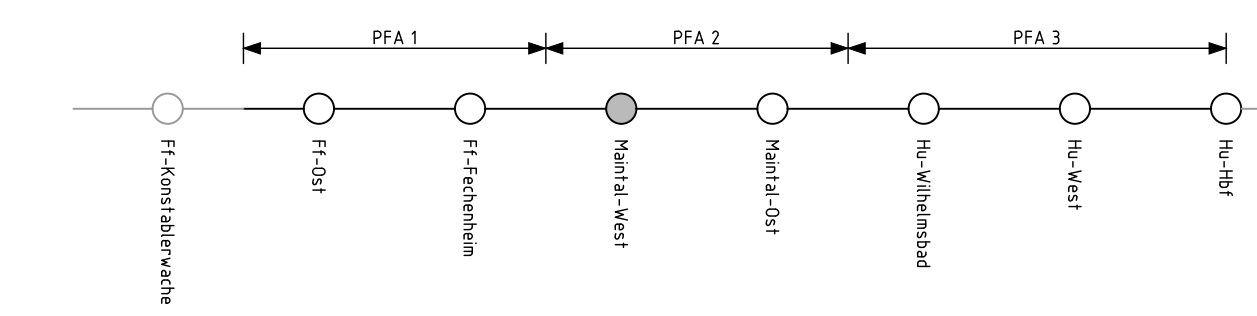 PFA 1
PFA 2
PFA 3
Ff-Konstablerwache
Ff-Ost
Ff-Fechenheim
Maintal-West
Maintal-Ost
Hu-Wilhelmsbad
Hu-West
Hu-Hbf